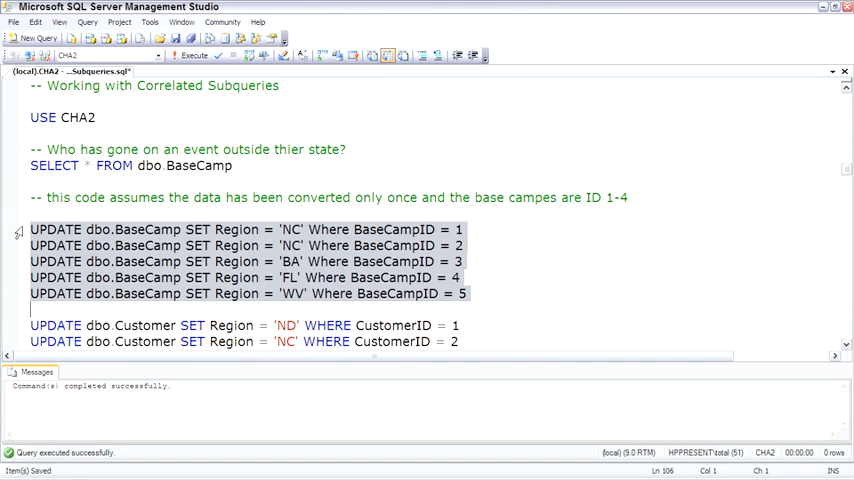 Microsoft SQL Server Management Studio
File Edit View Query Project Tools Window Community Help
New Query
CHA2 Execute
(local).CHA2 - ...Subqueries.sql*
-- Working with Correlated Subqueries
USE CHA2
-- Who has gone on an event outside thier state?
SELECT * FROM dbo.BaseCamp
-- this code assumes the data has been converted only once and the base campes are ID 1-4
UPDATE dbo.BaseCamp SET Region = 'NC' Where BaseCampID = 1
UPDATE dbo.BaseCamp SET Region = 'NC' Where BaseCampID = 2
UPDATE dbo.BaseCamp SET Region = 'BA' Where BaseCampID = 3
UPDATE dbo.BaseCamp SET Region = 'FL' Where BaseCampID = 4
UPDATE dbo.BaseCamp SET Region = 'WV' Where BaseCampID = 5
UPDATE dbo.Customer SET Region = 'ND' WHERE CustomerID = 1
UPDATE dbo.Customer SET Region = 'NC' WHERE CustomerID = 2
Messages
Command(s) completed successfully.
Query executed successfully. (local) (9.0 RTM) HPPRESENT\total (51) CHA2 00:00:00 0 rows
Item(s) Saved Ln 106 Col 1 Ch 1 INS